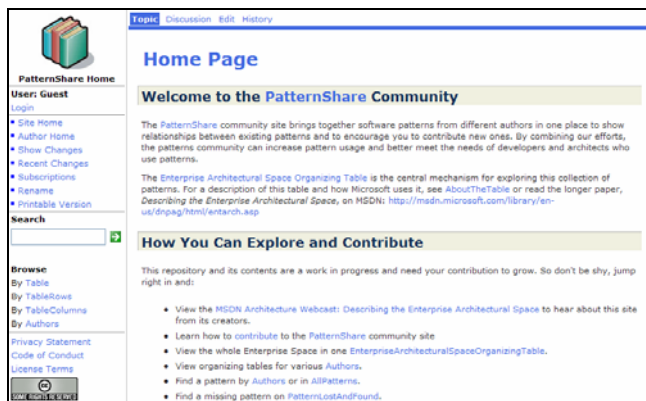 Topic Discussion Edit History
PatternShare Home
User: Guest
Login
Site Home
Author Home
Show Changes
Recent Changes
Subscriptions
Rename
Printable Version
Search
Browse
By Table
By TableRows
By TableColumns
By Authors
Privacy Statement
Code of Conduct
License Terms
cc
SOME RIGHTS RESERVED
Home Page
Welcome to the PatternShare Community
The PatternShare community site brings together software patterns from different authors in one place to show
relationships between existing patterns and to encourage you to contribute new ones. By combining our efforts,
the patterns community can increase pattern usage and better meet the needs of developers and architects who
use patterns.
The Enterprise Architectural Space Organizing Table is the central mechanism for exploring this collection of
patterns. For a description of this table and how Microsoft uses it, see AboutTheTable or read the longer paper,
Describing the Enterprise Architectural Space, on MSDN: http://msdn.microsoft.com/library/en-
us/dnpag/html/entarch.asp
How You Can Explore and Contribute
This repository and its contents are a work in progress and need your contribution to grow. So don't be shy, jump
right in and:
• View the MSDN Architecture Webcast: Describing the Enterprise Architectural Space to hear about this site
from its creators.
• Learn how to contribute to the PatternShare community site
• View the whole Enterprise Space in one EnterpriseArchitecturalSpaceOrganizingTable.
• View organizing tables for various Authors.
• Find a pattern by Authors or in AllPatterns.
• Find a missing pattern on PatternLostAndFound.